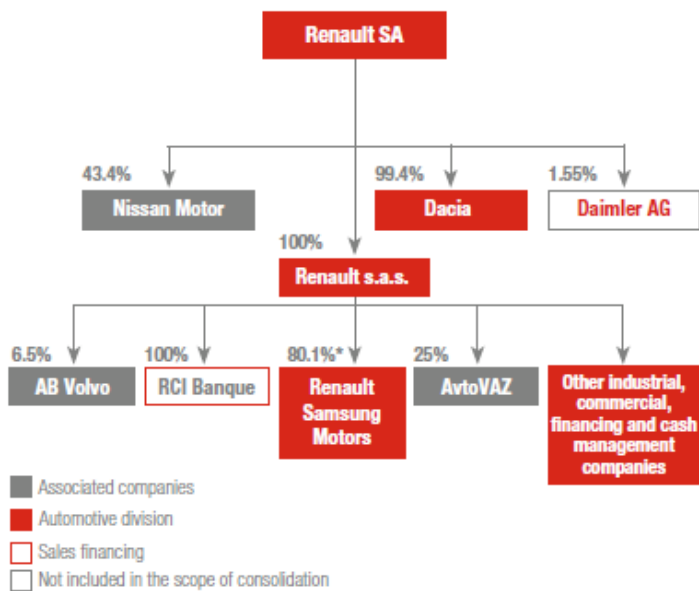 Renault SA
43.4%
99.4%
1.55%
Nissan Motor
Dacia
Daimler AG
100%
Renault s.a.s.
6.5%
100%
80.1%*
25%
AB Volvo
RCI Banque
Renault
Samsung
Motors
AvtoVAZ
Other industrial,
commercial,
financing and cash
management
companies
Associated companies
Automotive division
Sales financing
Not included in the scope of consolidation